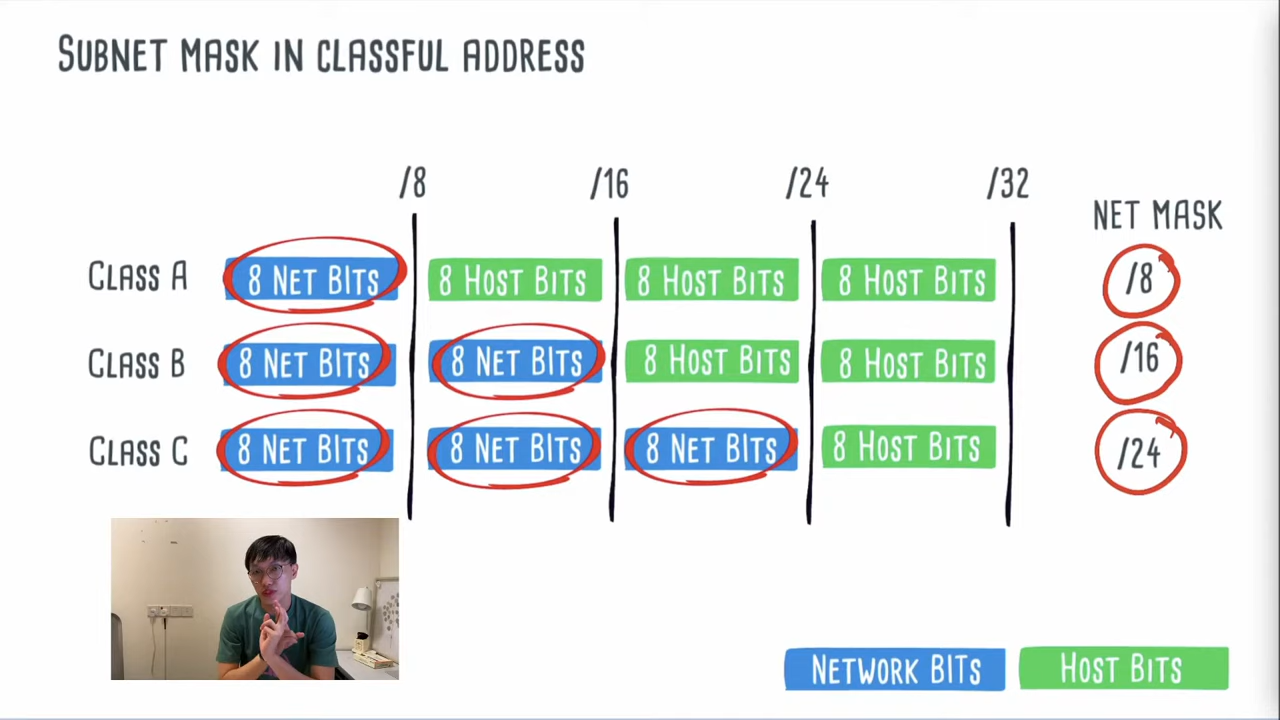 SUBNET MASK IN CLASSFUL ADDRESS
/8 /16 /24 /32
NET MASK
CLASS A 8 NET BITS 8 HOST BITS 8 HOST BITS 8 HOST BITS /8
CLASS B 8 NET BITS 8 NET BITS 8 HOST BITS 8 HOST BITS /16
CLASS C 8 NET BITS 8 NET BITS 8 NET BITS 8 HOST BITS /24
NETWORK BITS HOST BITS